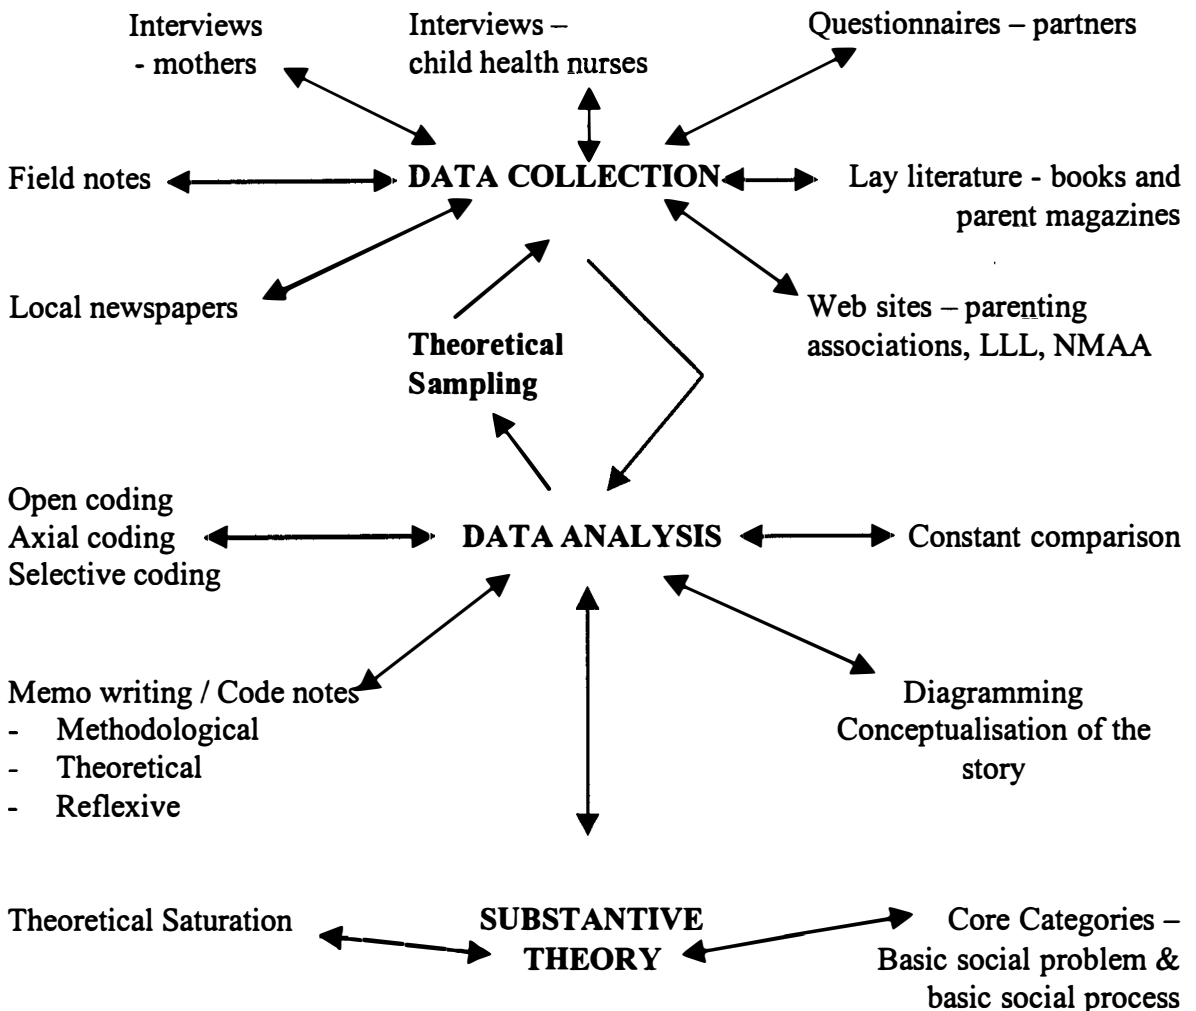 Interviews
- mothers
Interviews –
child health nurses
Questionnaires – partners
Field notes
DATA COLLECTION
Lay literature - books and
parent magazines
Local newspapers
Web sites – parenting
associations, LLL, NMAA
Theoretical
Sampling
Open coding
Axial coding
Selective coding
DATA ANALYSIS
Constant comparison
Memo writing / Code notes
- Methodological
- Theoretical
- Reflexive
Diagramming
Conceptualisation of the
story
Theoretical Saturation
SUBSTANTIVE
THEORY
Core Categories –
Basic social problem &
basic social process